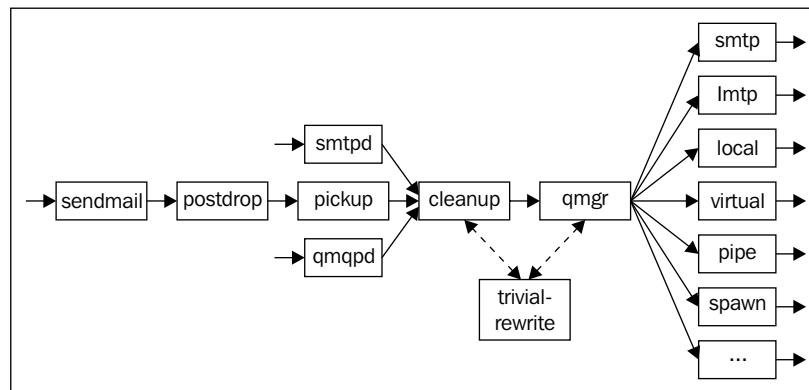 smtp
lmtp
smtpd
local
sendmail
postdrop
pickup
cleanup
qmgr
virtual
qmqpd
pipe
trivial-
rewrite
spawn
...